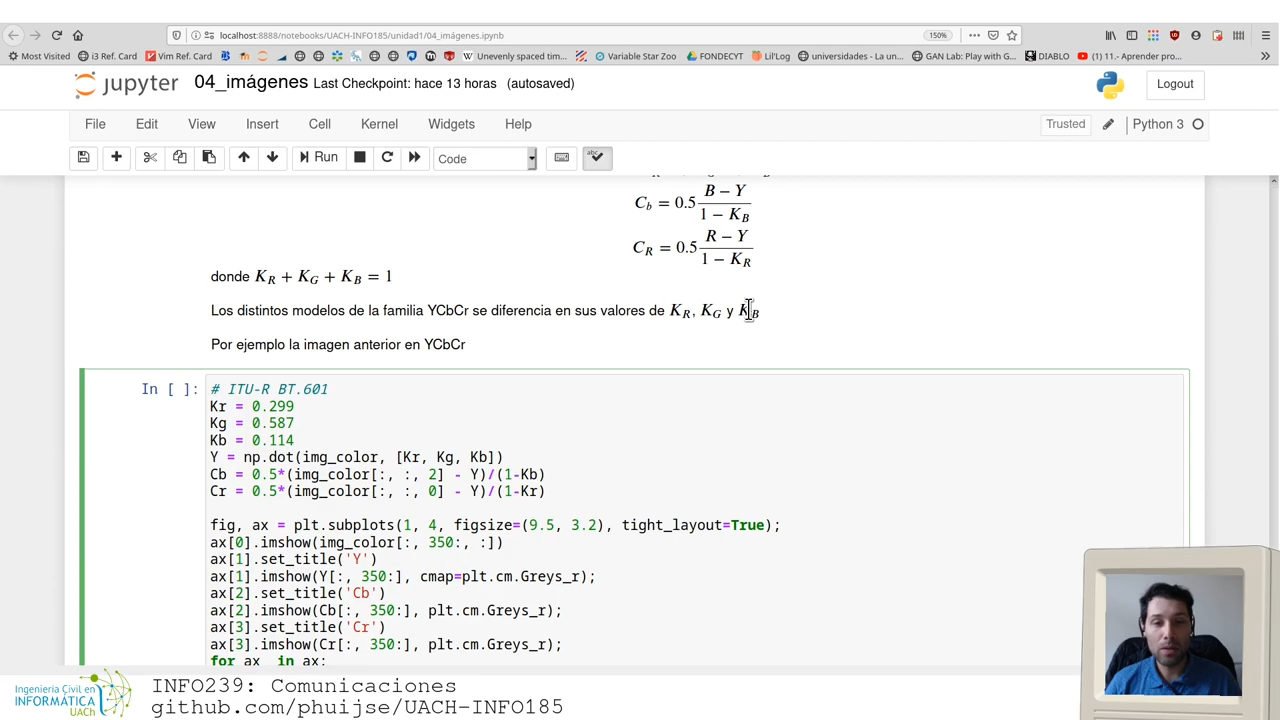 localhost:8888/notebooks/UACH-INFO185/unidad1/04_imágenes.ipynb
150%
Most Visited
i3 Ref. Card
Vim Ref. Card
Unevenly spaced tim...
Variable Star Zoo
FONDECYT
Lil'Log
universidades - La un...
GAN Lab: Play with G...
DIABLO
(1) 11.- Aprender pro...
jupyter
04_imágenes Last Checkpoint: hace 13 horas (autosaved)
Logout
File Edit View Insert Cell Kernel Widgets Help
Trusted
Python 3
Run
Code
C_b = 0.5 (B − Y)/(1 − K_B)
C_R = 0.5 (R − Y)/(1 − K_R)
donde K_R + K_G + K_B = 1
Los distintos modelos de la familia YCbCr se diferencia en sus valores de K_R, K_G y K_B
Por ejemplo la imagen anterior en YCbCr
In [ ]:
# ITU-R BT.601
Kr = 0.299
Kg = 0.587
Kb = 0.114
Y = np.dot(img_color, [Kr, Kg, Kb])
Cb = 0.5*(img_color[:, :, 2] - Y)/(1-Kb)
Cr = 0.5*(img_color[:, :, 0] - Y)/(1-Kr)
fig, ax = plt.subplots(1, 4, figsize=(9.5, 3.2), tight_layout=True);
ax[0].imshow(img_color[:, 350:, :])
ax[1].set_title('Y')
ax[1].imshow(Y[:, 350:], cmap=plt.cm.Greys_r);
ax[2].set_title('Cb')
ax[2].imshow(Cb[:, 350:], plt.cm.Greys_r);
ax[3].set_title('Cr')
ax[3].imshow(Cr[:, 350:], plt.cm.Greys_r);
for ax_ in ax:
Ingeniería Civil en
INFORMÁTICA
UACh
INFO239: Comunicaciones
github.com/phuijse/UACH-INFO185